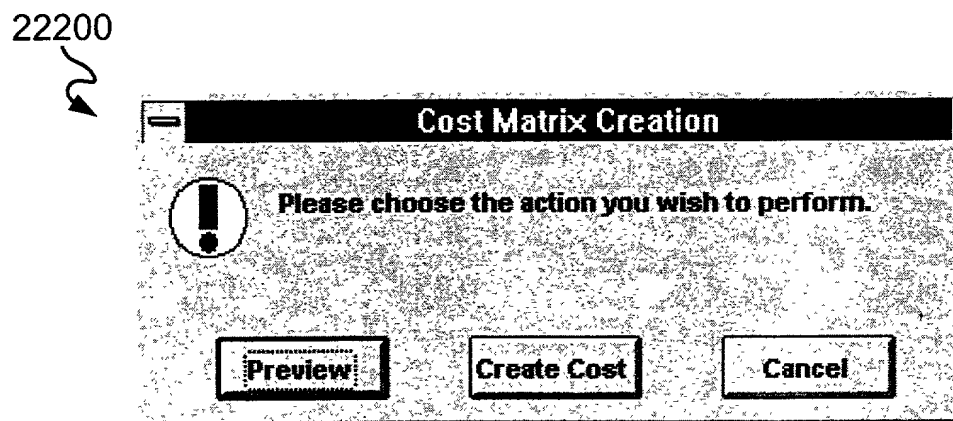 22200
Cost Matrix Creation
Please choose the action you wish to perform.
Preview Create Cost Cancel